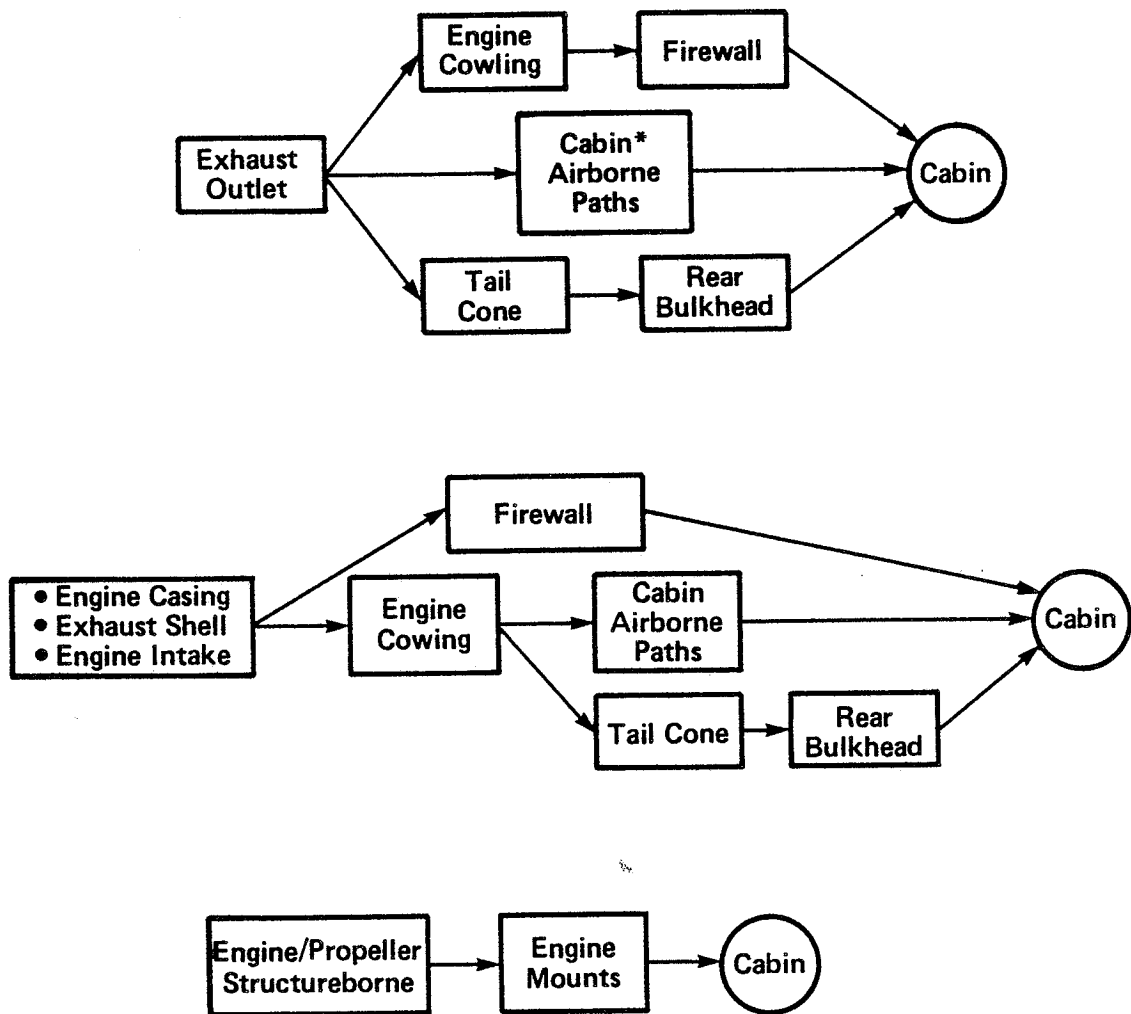 Engine
Cowling
Firewall
Exhaust
Outlet
Cabin*
Airborne
Paths
Cabin
Tail
Cone
Rear
Bulkhead
Firewall
• Engine Casing
• Exhaust Shell
• Engine Intake
Engine
Cowing
Cabin
Airborne
Paths
Cabin
Tail Cone
Rear
Bulkhead
Engine/Propeller
Structureborne
Engine
Mounts
Cabin